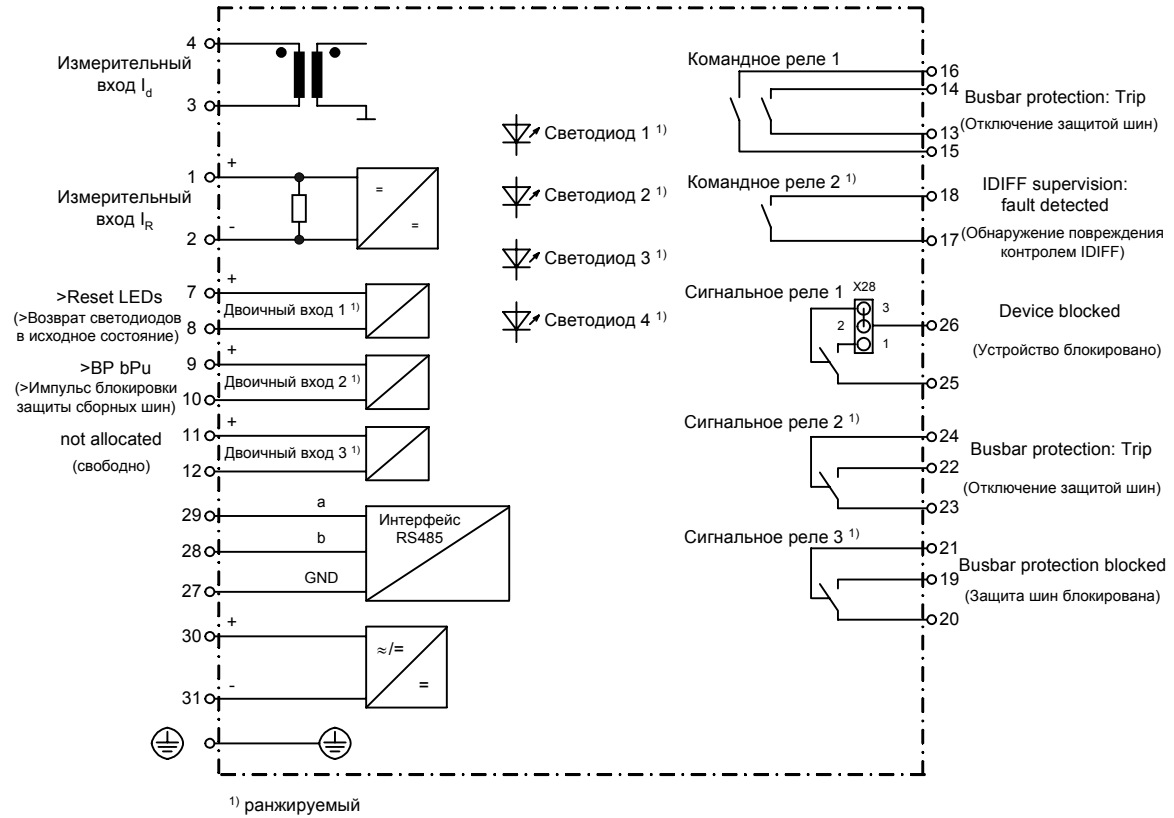 4
Измерительный
вход Id
3
+
1
Измерительный
вход IR
2
-
=
=
>Reset LEDs
(>Возврат светодиодов
в исходное состояние)
7
+
8
Двоичный вход 1 1)
>BP bPu
(>Импульс блокировки
защиты сборных шин)
9
+
10
Двоичный вход 2 1)
not allocated
(свободно)
11
+
12
Двоичный вход 3 1)
29
a
28
b
27
GND
Интерфейс
RS485
30
+
31
-
≈/=
=
Светодиод 1 1)
Светодиод 2 1)
Светодиод 3 1)
Светодиод 4 1)
Командное реле 1
16
14
13
15
Busbar protection: Trip
(Отключение защитой шин)
Командное реле 2 1)
18
17
IDIFF supervision:
fault detected
(Обнаружение повреждения
контролем IDIFF)
Сигнальное реле 1
X28
3
2
1
26
25
Device blocked
(Устройство блокировано)
Сигнальное реле 2 1)
24
22
23
Busbar protection: Trip
(Отключение защитой шин)
Сигнальное реле 3 1)
21
19
20
Busbar protection blocked
(Защита шин блокирована)
1) ранжируемый